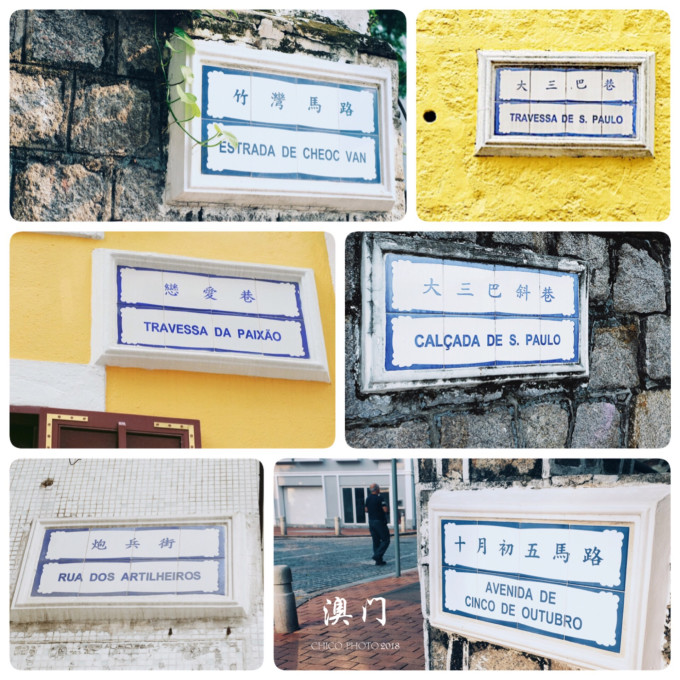 竹灣馬路
ESTRADA DE CHEOC VAN
大三巴巷
TRAVESSA DE S. PAULO
戀愛巷
TRAVESSA DA PAIXÃO
大三巴斜巷
CALÇADA DE S. PAULO
炮兵街
RUA DOS ARTILHEIROS
十月初五馬路
AVENIDA DE
CINCO DE OUTUBRO
澳门
CHICO PHOTO 2018